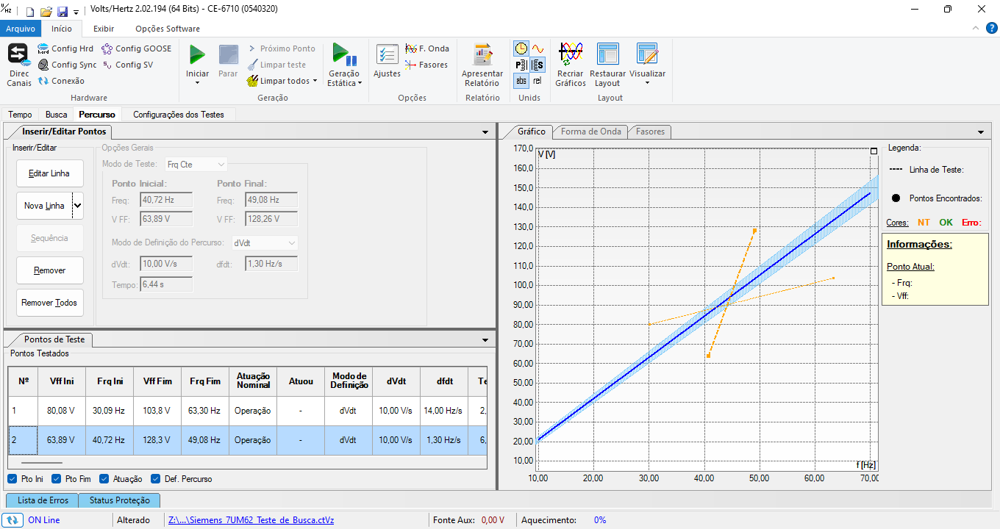 V/Hz Volts/Hertz 2.02.194 (64 Bits) - CE-6710 (0540320)
Arquivo Início Exibir Opções Software
Direc Canais
Config Hrd
Config Sync
Conexão
Config GOOSE
Config SV
Hardware
Iniciar
Parar
Próximo Ponto
Limpar teste
Limpar todos
Geração Estática
Geração
Ajustes
F. Onda
Fasores
Opções
Apresentar Relatório
Relatório
abs rel
Unids
Recriar Gráficos
Restaurar Layout
Visualizar
Layout
Tempo Busca Percurso Configurações dos Testes
Inserir/Editar Pontos
Inserir/Editar
Editar Linha
Nova Linha
Sequência
Remover
Remover Todos
Opções Gerais
Modo de Teste: Frq Cte
Ponto Inicial: Ponto Final:
Freq: 40,72 Hz Freq: 49,08 Hz
V FF: 63,89 V V FF: 128,26 V
Modo de Definição do Percurso: dVdt
dVdt: 10,00 V/s dfdt: 1,30 Hz/s
Tempo: 6,44 s
Pontos de Teste
Pontos Testados
Nº Vff Ini Frq Ini Vff Fim Frq Fim Atuação Nominal Atuou Modo de Definição dVdt dfdt Te
1 80,08 V 30,09 Hz 103,8 V 63,30 Hz Operação - dVdt 10,00 V/s 14,00 Hz/s 2,
2 63,89 V 40,72 Hz 128,3 V 49,08 Hz Operação - dVdt 10,00 V/s 1,30 Hz/s 6,
Pto Ini Pto Fim Atuação Def. Percurso
Gráfico Forma de Onda Fasores
V [V]
170,0
160,0
150,0
140,0
130,0
120,0
110,0
100,0
90,00
80,00
70,00
60,00
50,00
40,00
30,00
20,00
10,00
f [Hz]
10,00 20,00 30,00 40,00 50,00 60,00 70,00
Legenda:
Linha de Teste:
Pontos Encontrados:
Cores: NT OK Erro:
Informações:
Ponto Atual:
- Frq:
- Vff:
Lista de Erros Status Proteção
ON Line Alterado Z:\...\Siemens_7UM62_Teste_de_Busca.ctVz Fonte Aux: 0,00 V Aquecimento: 0%